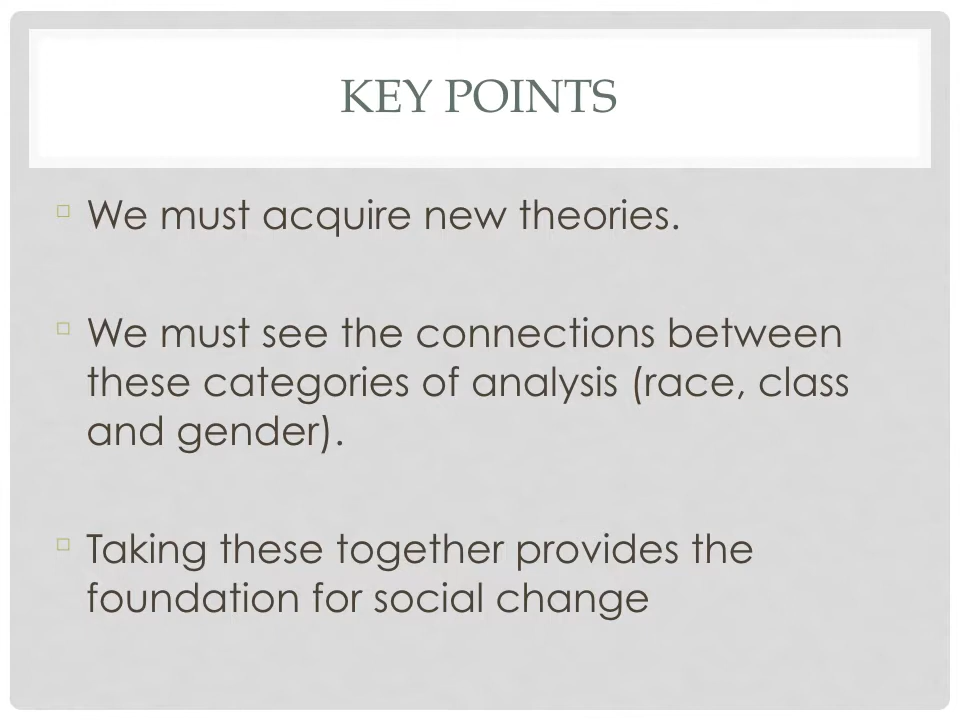 KEY POINTS
We must acquire new theories.
We must see the connections between
these categories of analysis (race, class
and gender).
Taking these together provides the
foundation for social change